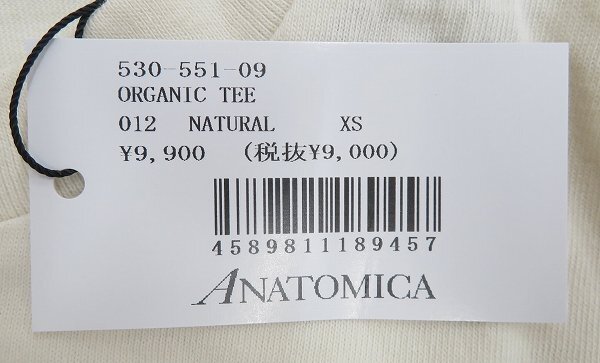 530-551-09
ORGANIC TEE
012 NATURAL XS
¥9,900 (税抜¥9,000)
4589811189457
ANATOMICA